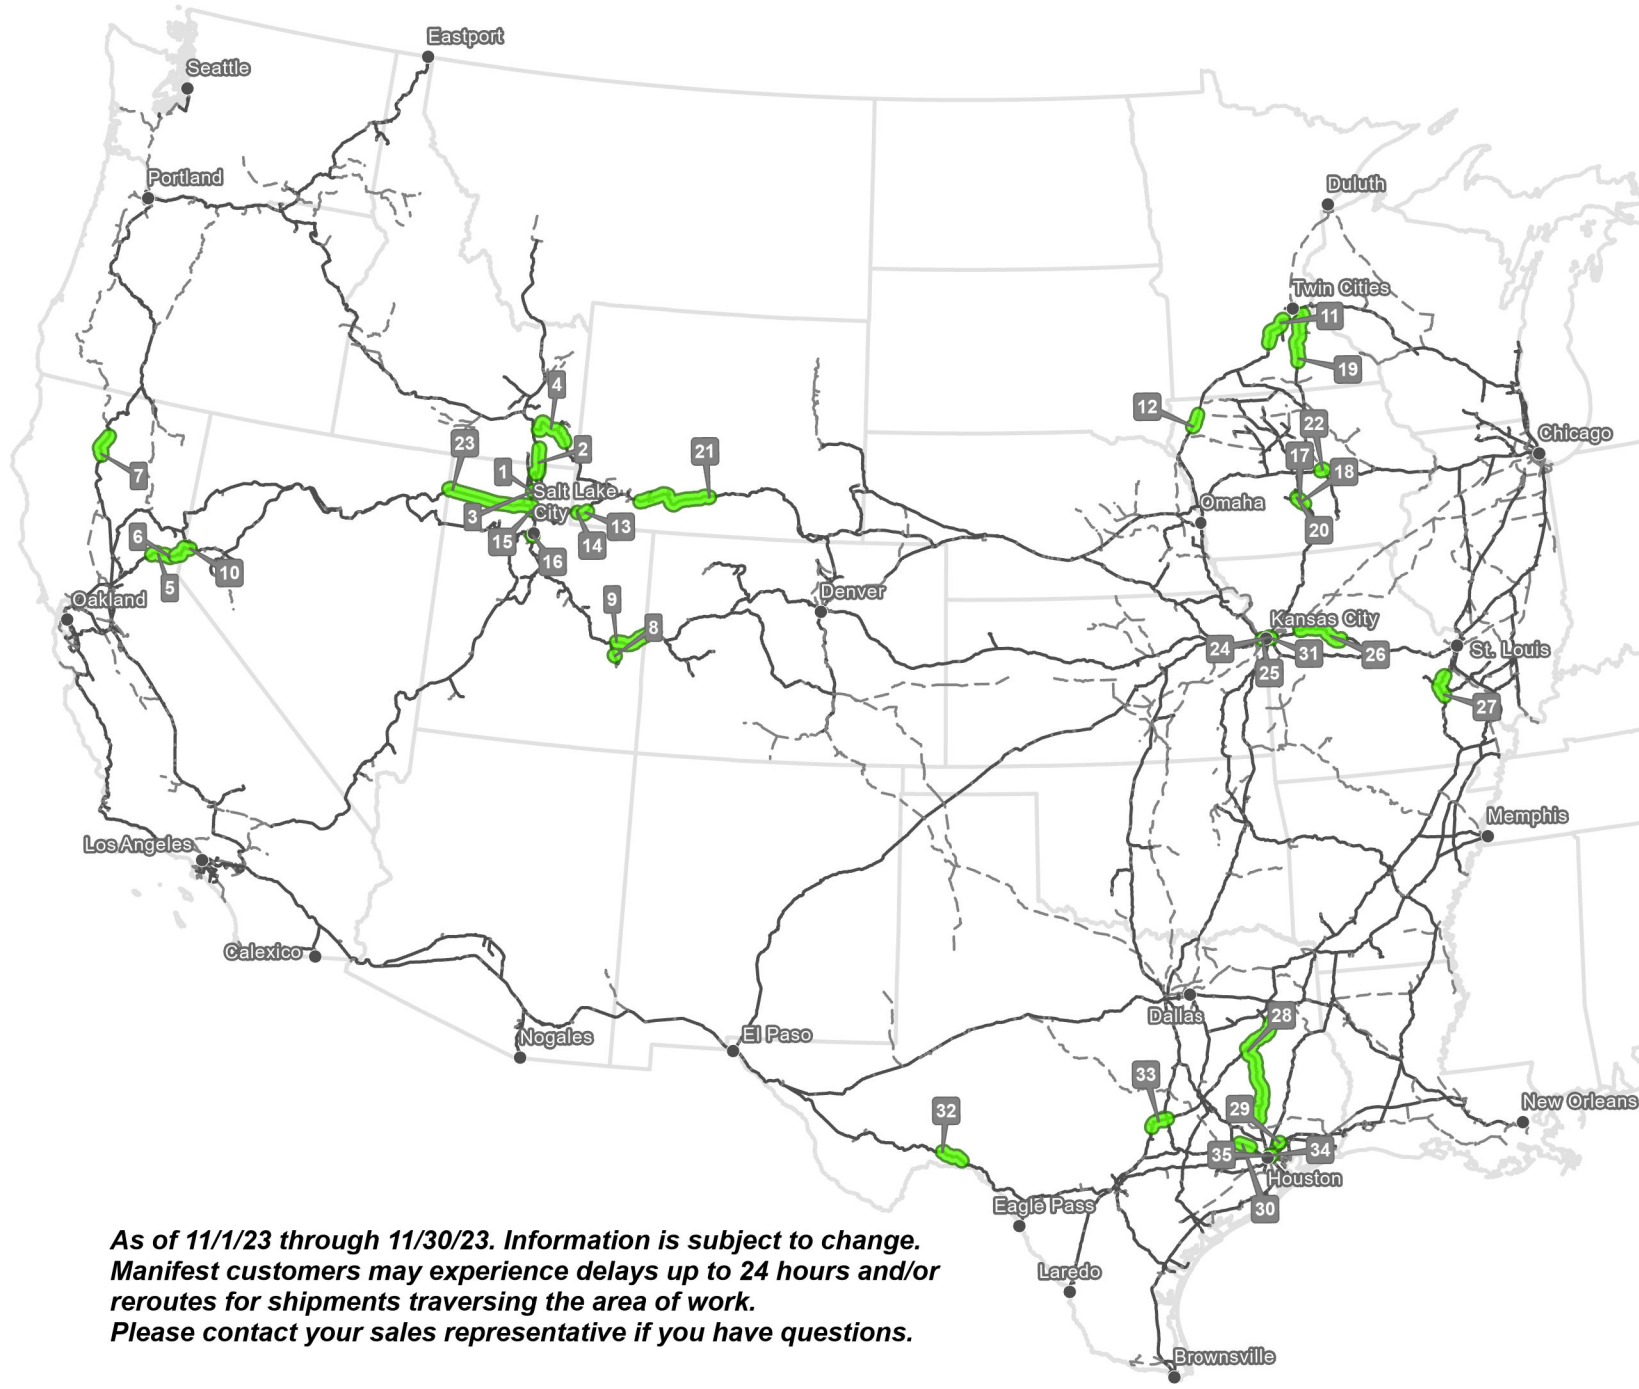 Eastport
Seattle
Portland
Duluth
Twin Cities
11
19
4
12
22
Chicago
23
2
21
17
18
7
1
Salt Lake
City
3
13
Omaha
6
15
14
20
16
5
10
Oakland
Denver
9
8
Kansas City
24
31
26
St. Louis
25
27
Memphis
Los Angeles
Calexico
Dallas
28
Nogales
El Paso
33
32
29
New Orleans
35
34
Houston
Eagle Pass
30
As of 11/1/23 through 11/30/23. Information is subject to change.
Manifest customers may experience delays up to 24 hours and/or
reroutes for shipments traversing the area of work.
Please contact your sales representative if you have questions.
Laredo
Brownsville